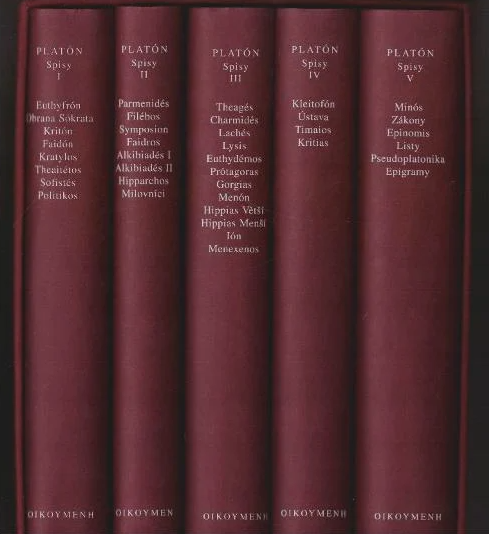 PLATÓN
Spisy
I
Euthyfrón
Obrana Sókrata
Kritón
Faidón
Kratylos
Theaitétos
Sofistés
Politikos
OIKOYMENH
PLATÓN
Spisy
II
Parmenidés
Filébos
Symposion
Faidros
Alkibiadés I
Alkibiadés II
Hipparchos
Milovníci
OIKOYMEN
PLATÓN
Spisy
III
Theagés
Charmidés
Lachés
Lysis
Euthydémos
Prótagoras
Gorgias
Menón
Hippias Větší
Hippias Menší
Ión
Menexenos
OIKOYMENH
PLATÓN
Spisy
IV
Kleitofón
Ústava
Timaios
Kritias
OIKOYMENH
PLATÓN
Spisy
V
Mínós
Zákony
Epinomis
Listy
Pseudoplatonika
Epigramy
OIKOYMENH